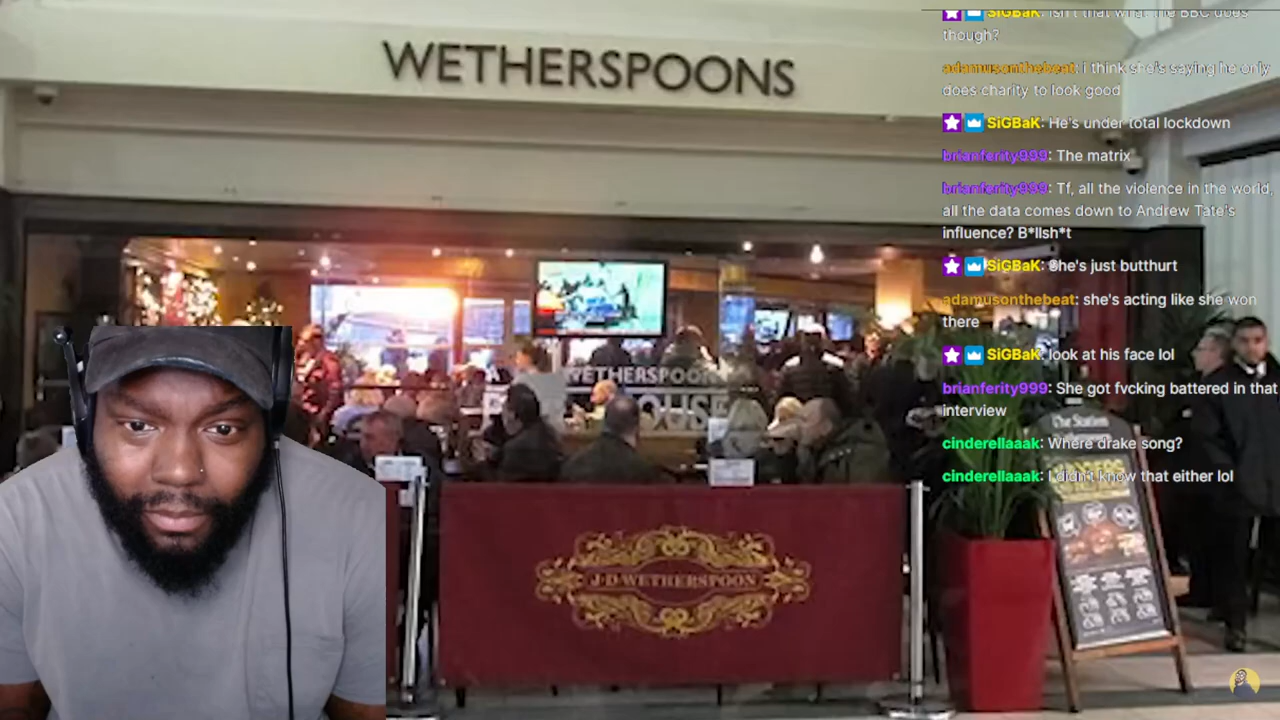 WETHERSPOONS
SiGBaK: Isn't that what the BBC does
though?
adamusonthebeat: i think she's saying he only
does charity to look good
SiGBaK: He's under total lockdown
brianferity999: The matrix
brianferity999: Tf, all the violence in the world,
all the data comes down to Andrew Tate's
influence? B*llsh*t
SiGBaK: She's just butthurt
adamusonthebeat: she's acting like she won
there
SiGBaK: look at his face lol
brianferity999: She got fvcking battered in that
interview
cinderellaaak: Where drake song?
cinderellaaak: I didn't know that either lol
WETHERSPOON
HOUSE
J·D·WETHERSPOON
The Station